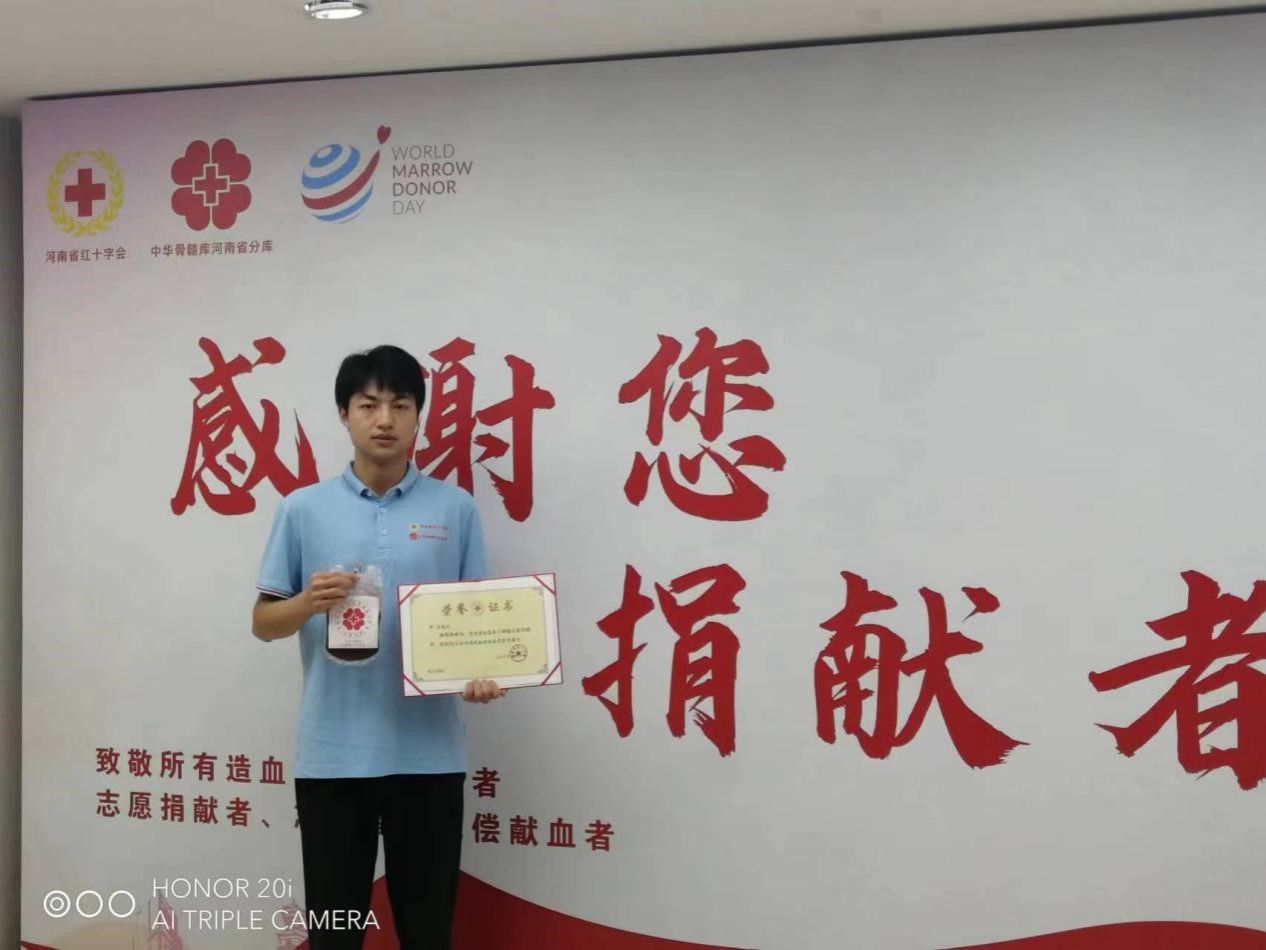 河南省红十字会
中华骨髓库河南省分库
WORLD
MARROW
DONOR
DAY
感谢您
捐献者
荣誉证书
致敬所有造血 者
志愿捐献者、 偿献血者
HONOR 20i
AI TRIPLE CAMERA